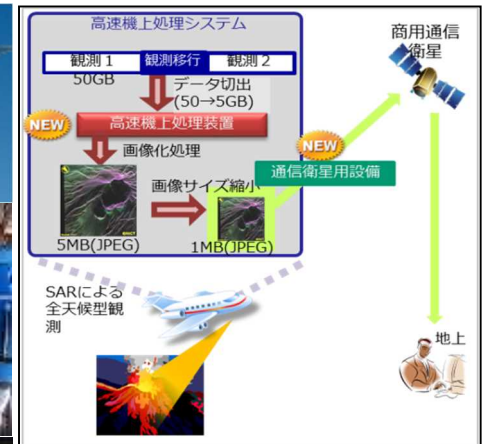 高速機上処理システム
観測1 観測移行 観測2
50GB
データ切出
(50→5GB)
NEW
高速機上処理装置
画像化処理
画像サイズ縮小
5MB(JPEG)
1MB(JPEG)
NEW
通信衛星用設備
商用通信
衛星
SARによる
全天候型観
測
地上